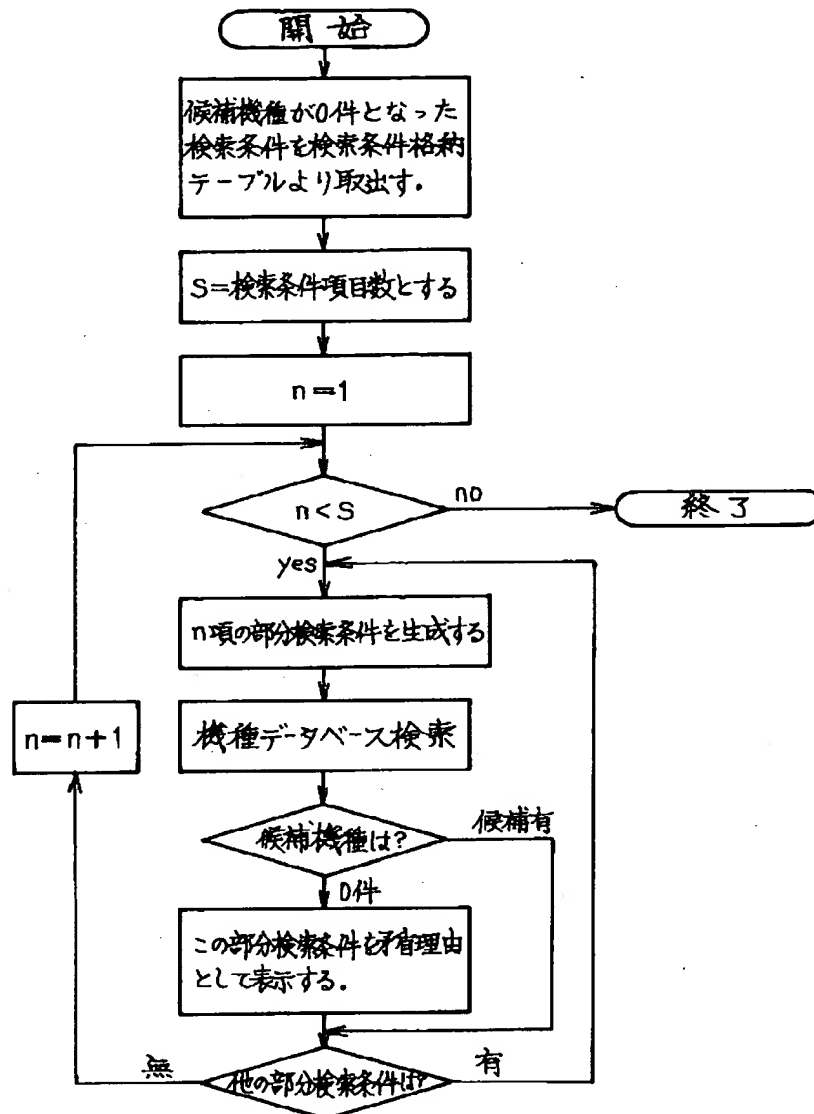 開始
候補機種が0件となった
検索条件を検索条件格納
テーブルより取出す.
S=検索条件項目数とする
n=1
n<S
no
終了
yes
n項の部分検索条件を生成する
n=n+1
機種データベース検索
候補機種は?
候補有
0件
この部分検索条件を矛盾理由
として表示する.
無
他の部分検索条件は?
有